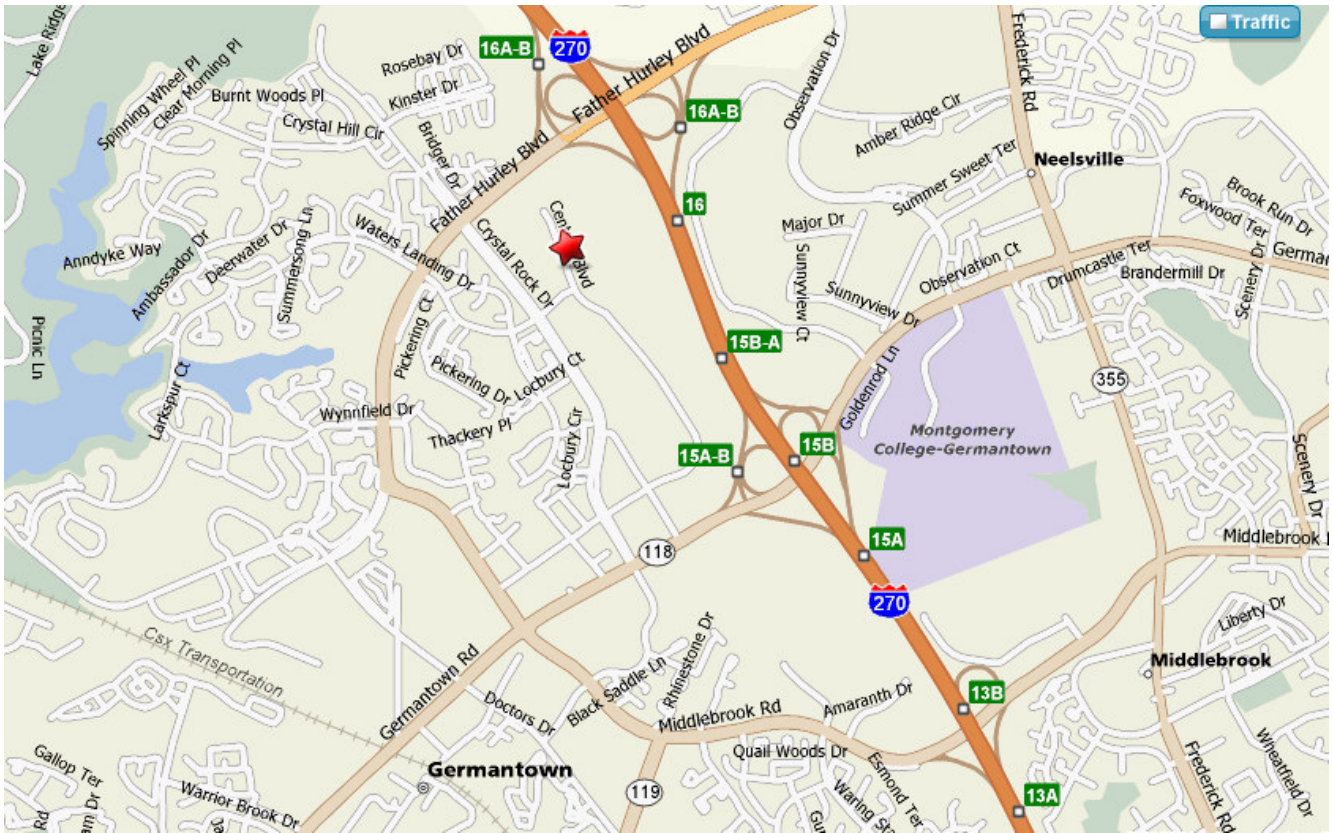 Lake Ridge
Spinning Wheel Pl
Clear Morning Pl
Rosebay Dr
Kinster Dr
Burnt Woods Pl
Crystal Hill Cir
16A-B
270
Father Hurley Blvd
16A-B
Observation Dr
Frederick Rd
Traffic
Amber Ridge Cir
Neelsville
Summer Sweet Ter
Brook Run Dr
Foxwood Ter
Bridger Dr
Father Hurley Blvd
16
Major Dr
Anndyke Way
Ambassador Dr
Deerwater Dr
Summersong Ln
Waters Landing Dr
Crystal Rock Dr
Blvd
Sunnyview Ct
Sunnyview Dr
Observation Ct
Drumcastle Ter
Brandermill Dr
Scenery Dr
Picnic Ln
Larkspur Ct
Pickering Ct
Pickering Dr
Locbury Ct
15B-A
Goldenrod Ln
355
Wynnfield Dr
Thackery Pl
Locbury Cir
15A-B
15B
Montgomery
College-Germantown
Scenery Dr
118
15A
270
Middlebrook
Csx Transportation
Germantown Rd
Doctors Dr
Black Saddle Ln
Rhinestone Dr
Middlebrook Rd
Amaranth Dr
13B
Liberty Dr
Middlebrook
Gallop Ter
Warrior Brook Dr
Germantown
119
Quail Woods Dr
Esmond Ter
Waring Sta
13A
Frederick Rd
Wheatfield Dr
Dr
Rd